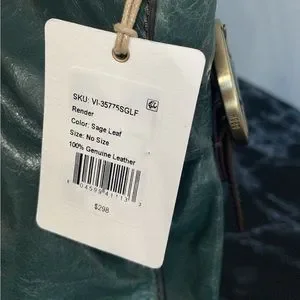 SKU: VI-35775SGLF
Render
Color: Sage Leaf
Size: No Size
100% Genuine Leather
$298